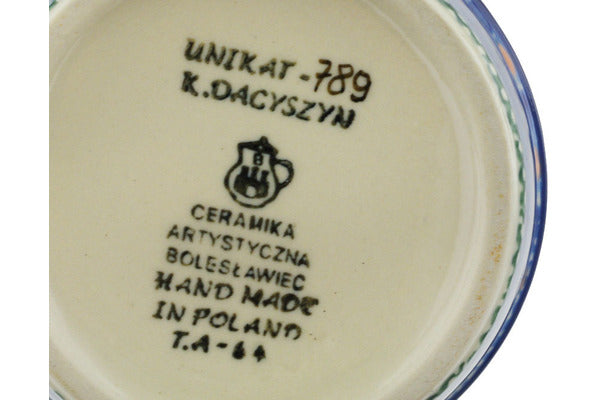 UNIKAT-789
K.DACYSZYN
B
CERAMIKA
ARTYSTYCZNA
BOLESŁAWIEC
HAND MADE
IN POLAND
T.A-64